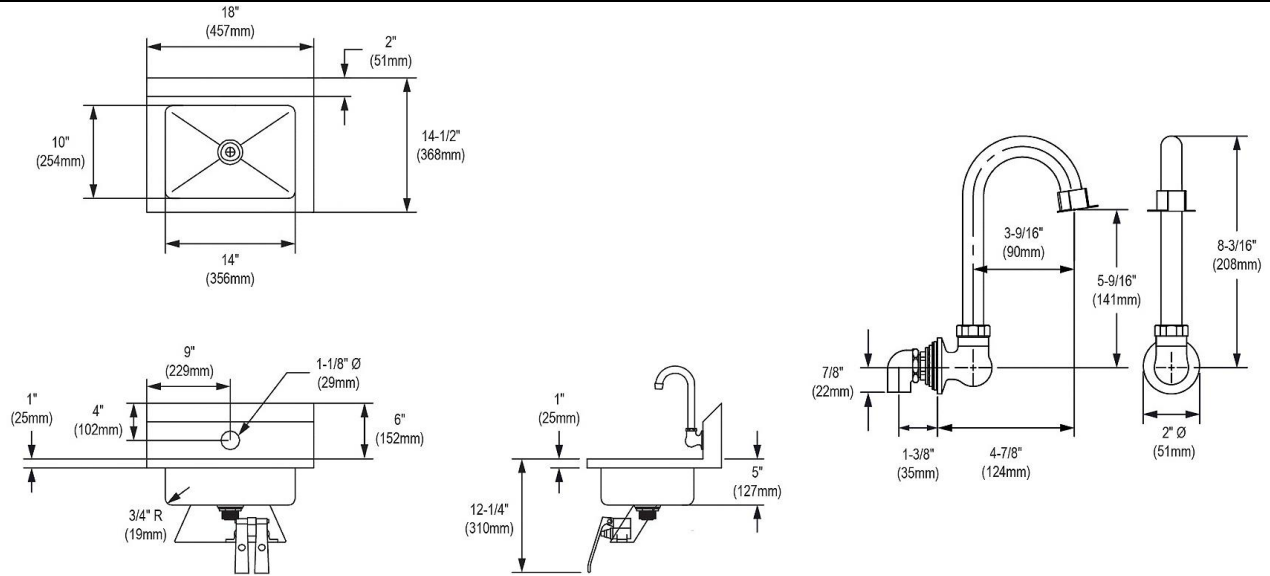 18"
(457mm)
2"
(51mm)
10"
(254mm)
14-1/2"
(368mm)
14"
(356mm)
9"
(229mm)
1-1/8" Ø
(29mm)
1"
(25mm)
4"
(102mm)
6"
(152mm)
3/4" R
(19mm)
1"
(25mm)
5"
(127mm)
12-1/4"
(310mm)
3-9/16"
(90mm)
5-9/16"
(141mm)
8-3/16"
(208mm)
7/8"
(22mm)
1-3/8"
(35mm)
4-7/8"
(124mm)
2" Ø
(51mm)